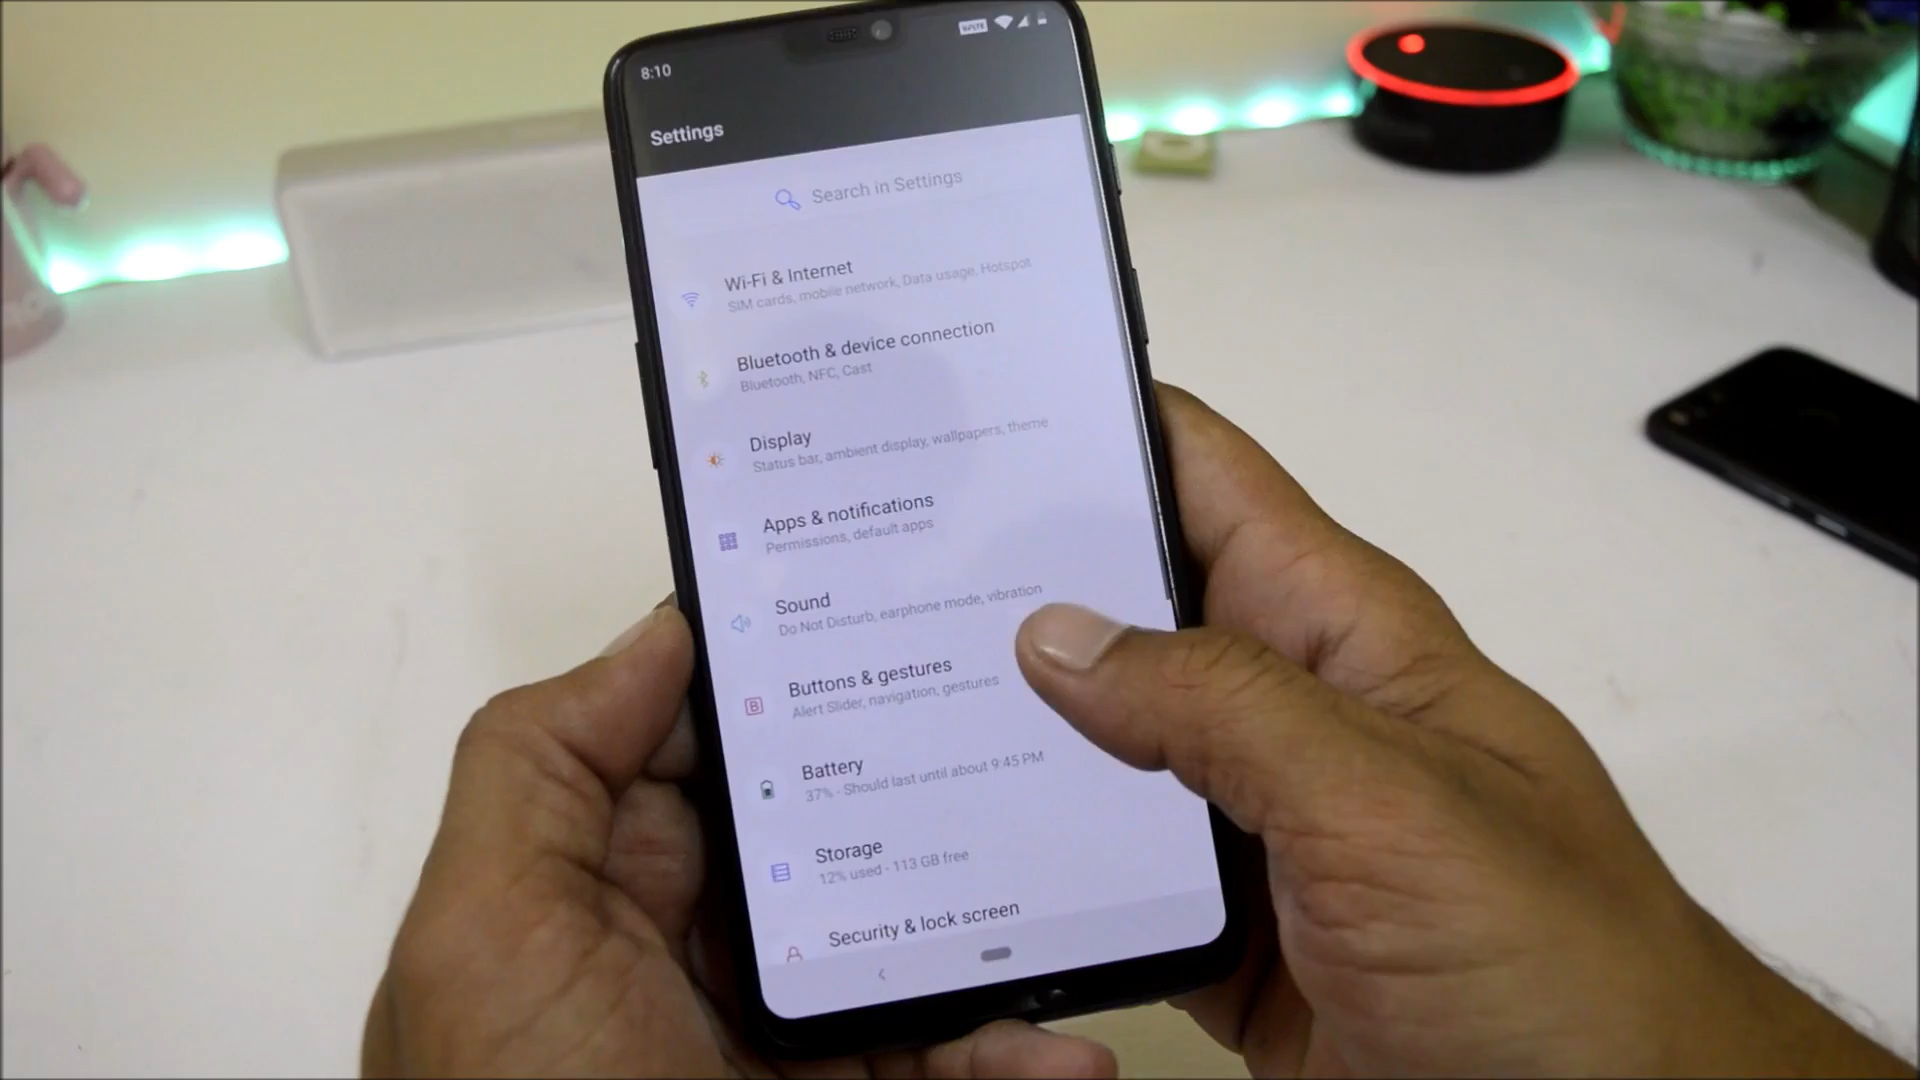 8:10
VoLTE
Settings
Search in Settings
Wi-Fi & Internet
SIM cards, mobile network, Data usage, Hotspot
Bluetooth & device connection
Bluetooth, NFC, Cast
Display
Status bar, ambient display, wallpapers, theme
Apps & notifications
Permissions, default apps
Sound
Do Not Disturb, earphone mode, vibration
Buttons & gestures
Alert Slider, navigation, gestures
Battery
37% - Should last until about 9:45 PM
Storage
12% used - 113 GB free
Security & lock screen